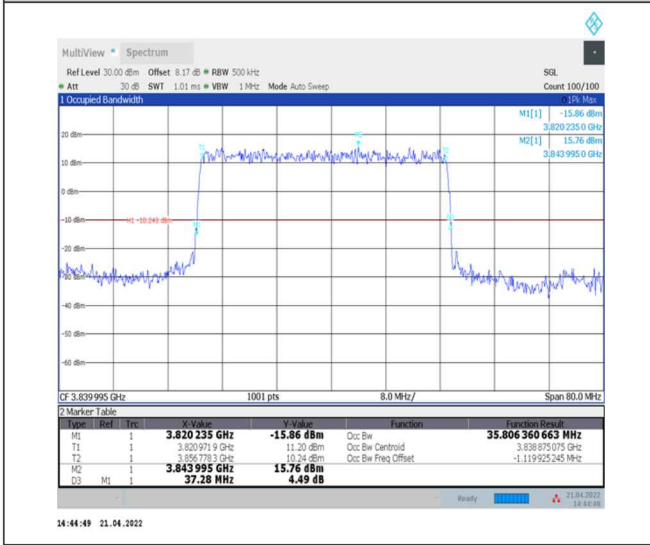 MultiView Spectrum
Ref Level 30.00 dBm Offset 8.17 dB RBW 500 kHz SGL
Att 30 dB SWT 1.01 ms VBW 1 MHz Mode Auto Sweep Count 100/100
1 Occupied Bandwidth 1Pk Max
M1[1] -15.86 dBm
3.820 235 0 GHz
20 dBm
M2[1] 15.76 dBm
3.843 995 0 GHz
M2
T1
T2
10 dBm
0 dBm
-10 dBm
H1 -10.243 dBm
M1
D3
-20 dBm
-30 dBm
-40 dBm
-50 dBm
-60 dBm
CF 3.839 995 GHz 1001 pts 8.0 MHz/ Span 80.0 MHz
2 Marker Table
Type Ref Trc X-Value Y-Value Function Function Result
M1 1 3.820 235 GHz -15.86 dBm Occ Bw 35.806 360 663 MHz
T1 1 3.820 971 9 GHz 11.20 dBm Occ Bw Centroid 3.838 875 075 GHz
T2 1 3.856 778 3 GHz 10.24 dBm Occ Bw Freq Offset -1.119 925 245 MHz
M2 1 3.843 995 GHz 15.76 dBm
D3 M1 1 37.28 MHz 4.49 dB
Ready 21.04.2022
14:44:48
14:44:49 21.04.2022